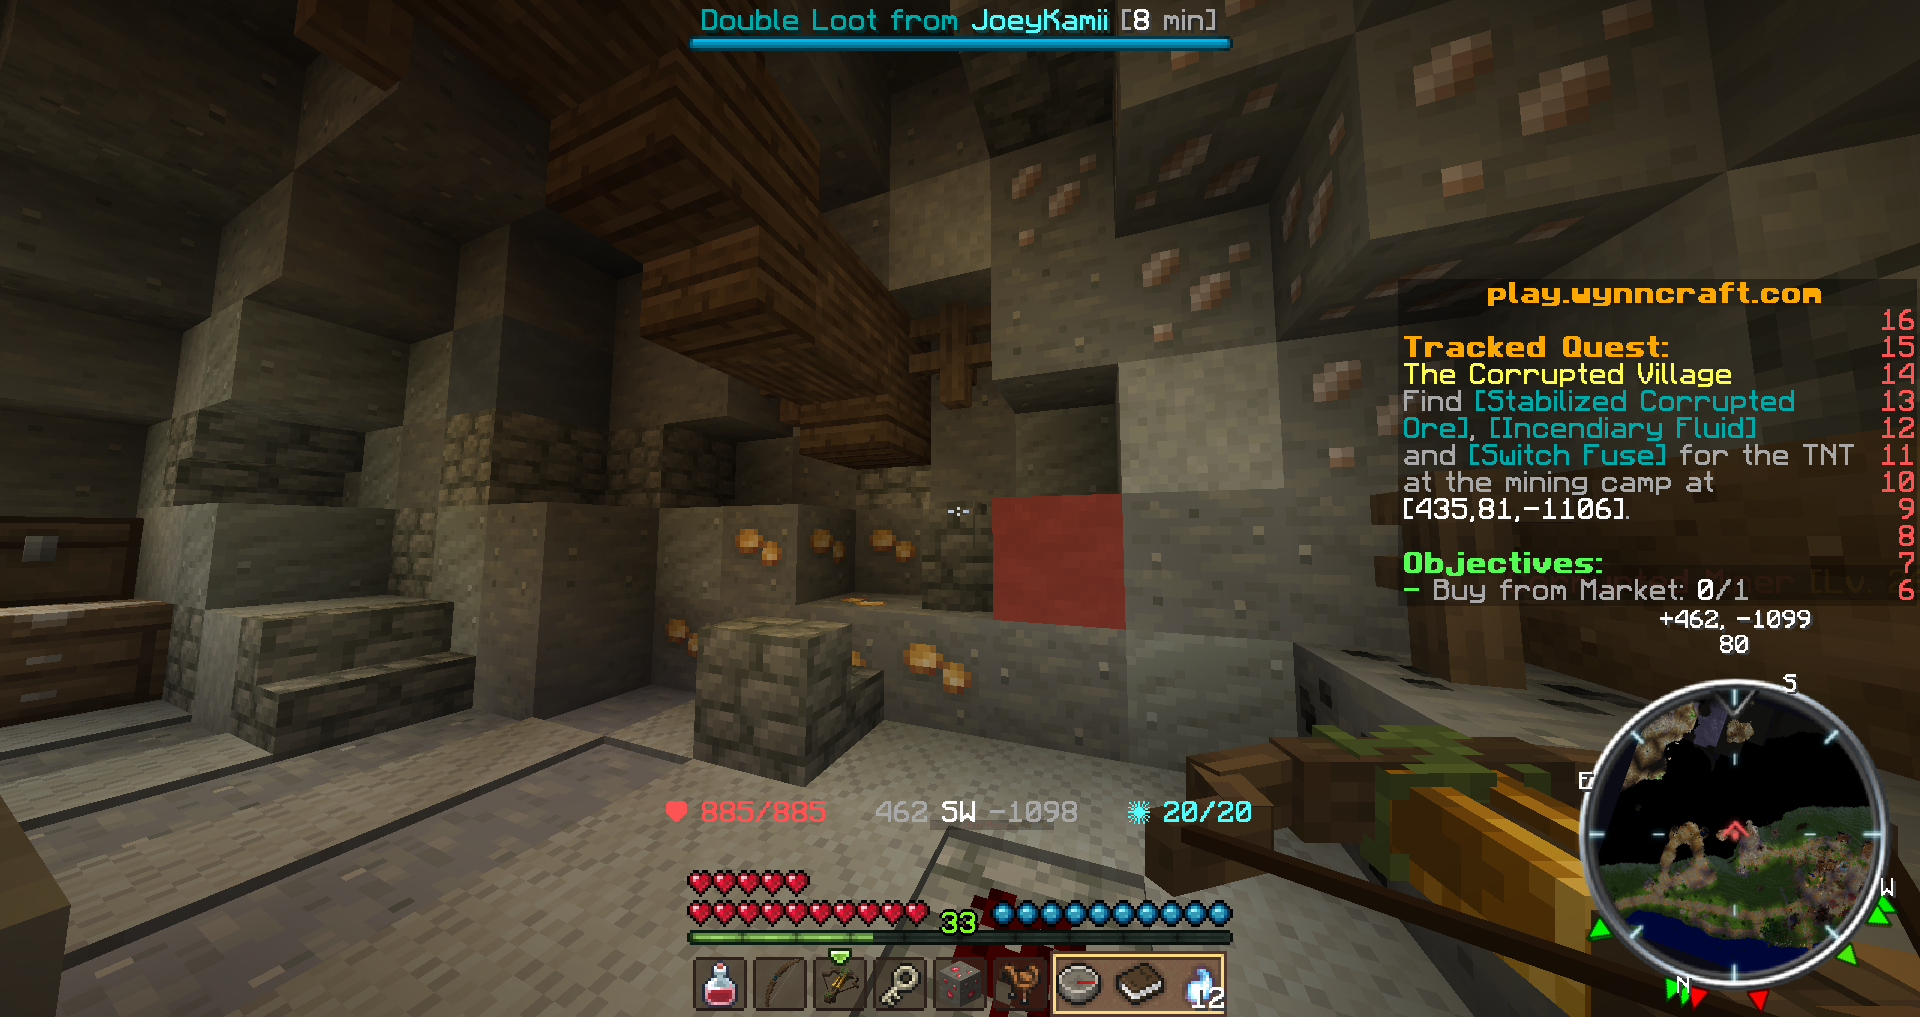 Double Loot from JoeyKamii [8 min]
play.wynncraft.com
16
Tracked Quest: 15
The Corrupted Village 14
Find [Stabilized Corrupted 13
Ore], [Incendiary Fluid] 12
and [Switch Fuse] for the TNT 11
at the mining camp at 10
[435,81,-1106]. 9
8
Objectives: 7
- Buy from Market: 0/1 6
+462, -1099
80
S
E
W
N
885/885 462 SW -1098 20/20
33
12